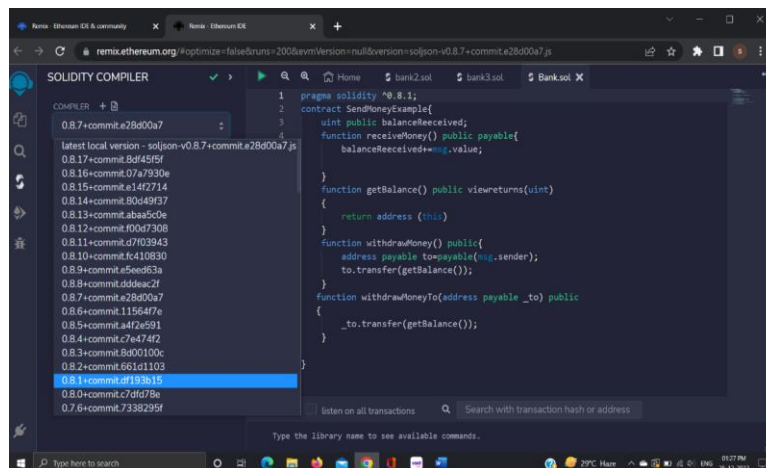 Remix - Ethereum IDE & community
Remix - Ethereum IDE
remix.ethereum.org/#optimize=false&runs=200&evmVersion=null&version=soljson-v0.8.7+commit.e28d00a7.js
SOLIDITY COMPILER
Home
bank2.sol
bank3.sol
Bank.sol
COMPILER
0.8.7+commit.e28d00a7
latest local version - soljson-v0.8.7+commit.e28d00a7.js
0.8.17+commit.8df45f5f
0.8.16+commit.07a7930e
0.8.15+commit.e14f2714
0.8.14+commit.80d49f37
0.8.13+commit.abaa5c0e
0.8.12+commit.f00d7308
0.8.11+commit.d7f03943
0.8.10+commit.fc410830
0.8.9+commit.e5eed63a
0.8.8+commit.dddeac2f
0.8.7+commit.e28d00a7
0.8.6+commit.11564f7e
0.8.5+commit.a4f2e591
0.8.4+commit.c7e474f2
0.8.3+commit.8d00100c
0.8.2+commit.661d1103
0.8.1+commit.df193b15
0.8.0+commit.c7dfd78e
0.7.6+commit.7338295f
1 pragma solidity ^0.8.1;
2 contract SendMoneyExample{
3 uint public balanceReeceived;
4 function receiveMoney() public payable{
balanceReeceived+=msg.value;
}
function getBalance() public viewreturns(uint)
{
return address (this)
}
function withdrawMoney() public{
address payable to=payable(msg.sender);
to.transfer(getBalance());
}
function withdrawMoneyTo(address payable _to) public
{
_to.transfer(getBalance());
}
}
listen on all transactions
Search with transaction hash or address
Type the library name to see available commands.
Type here to search
29°C Haze
ENG
01:27 PM